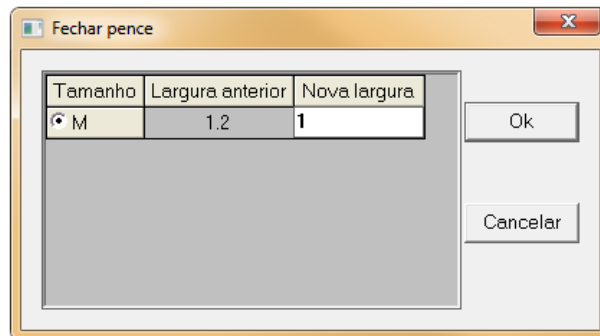 Fechar pence
Tamanho Largura anterior Nova largura
M 1.2 1
Ok
Cancelar